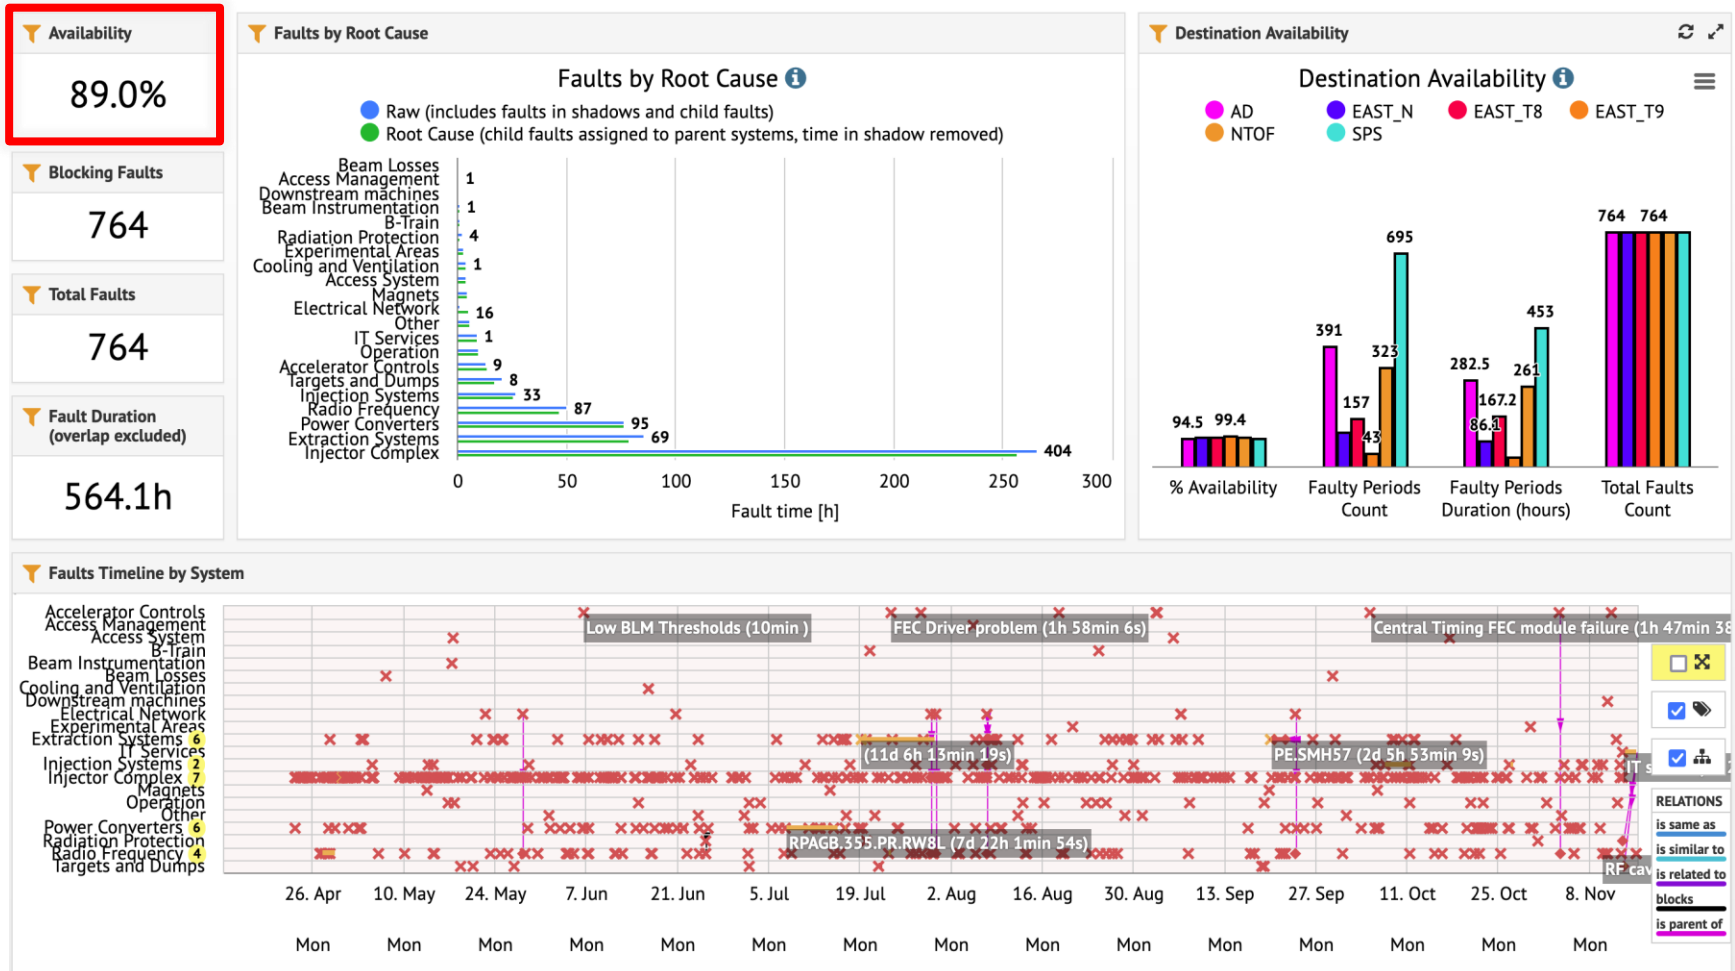 Availability
89.0%
Blocking Faults
764
Total Faults
764
Fault Duration
(overlap excluded)
564.1h
Faults by Root Cause
Faults by Root Cause
Raw (includes faults in shadows and child faults)
Root Cause (child faults assigned to parent systems, time in shadow removed)
Beam Losses
Access Management 1
Downstream machines
Beam Instrumentation 1
B-Train
Radiation Protection 4
Experimental Areas
Cooling and Ventilation 1
Access System
Magnets
Electrical Network 16
Other
IT Services 1
Operation
Accelerator Controls 9
Targets and Dumps 8
Injection Systems 33
Radio Frequency 87
Power Converters 95
Extraction Systems 69
Injector Complex 404
0 50 100 150 200 250 300
Fault time [h]
Destination Availability
Destination Availability
AD EAST_N EAST_T8 EAST_T9
NTOF SPS
764 764
695
453
391
323
282.5
261
157
167.2
94.5 99.4
43
86.1
% Availability
Faulty Periods
Count
Faulty Periods
Duration (hours)
Total Faults
Count
Faults Timeline by System
Accelerator Controls
Access Management
Access System
B-Train
Beam Instrumentation
Beam Losses
Cooling and Ventilation
Downstream machines
Electrical Network
Experimental Areas
Extraction Systems 6
IT Services
Injection Systems 2
Injector Complex 7
Magnets
Operation
Other
Power Converters 6
Radiation Protection
Radio Frequency 4
Targets and Dumps
Low BLM Thresholds (10min )
FEC Driver problem (1h 58min 6s)
Central Timing FEC module failure (1h 47min 38
(11d 6h 13min 19s)
PE.SMH57 (2d 5h 53min 9s)
IT s
RPAGB.355.PR.RW8L (7d 22h 1min 54s)
RF cav
RELATIONS
is same as
is similar to
is related to
blocks
is parent of
26. Apr 10. May 24. May 7. Jun 21. Jun 5. Jul 19. Jul 2. Aug 16. Aug 30. Aug 13. Sep 27. Sep 11. Oct 25. Oct 8. Nov
Mon Mon Mon Mon Mon Mon Mon Mon Mon Mon Mon Mon Mon Mon Mon